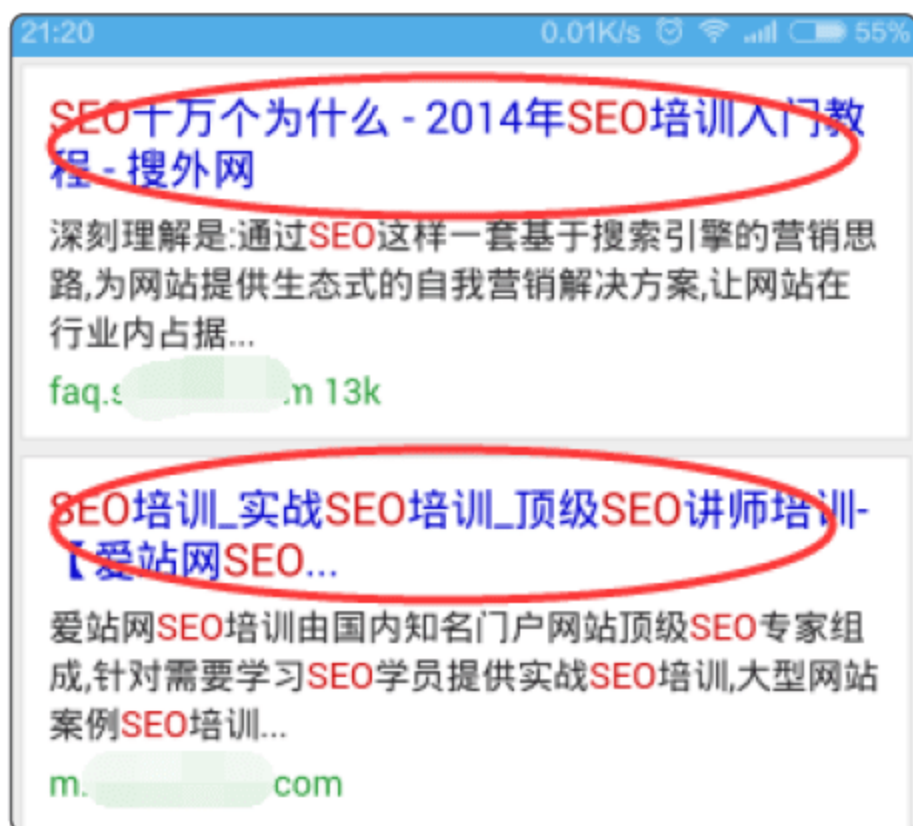 21:20 0.01K/s 55%
SEO十万个为什么 - 2014年SEO培训入门教
程 - 搜外网
深刻理解是:通过SEO这样一套基于搜索引擎的营销思
路,为网站提供生态式的自我营销解决方案,让网站在
行业内占据...
faq.s m 13k
SEO培训_实战SEO培训_顶级SEO讲师培训-
【爱站网SEO...
爱站网SEO培训由国内知名门户网站顶级SEO专家组
成,针对需要学习SEO学员提供实战SEO培训,大型网站
案例SEO培训...
m. com